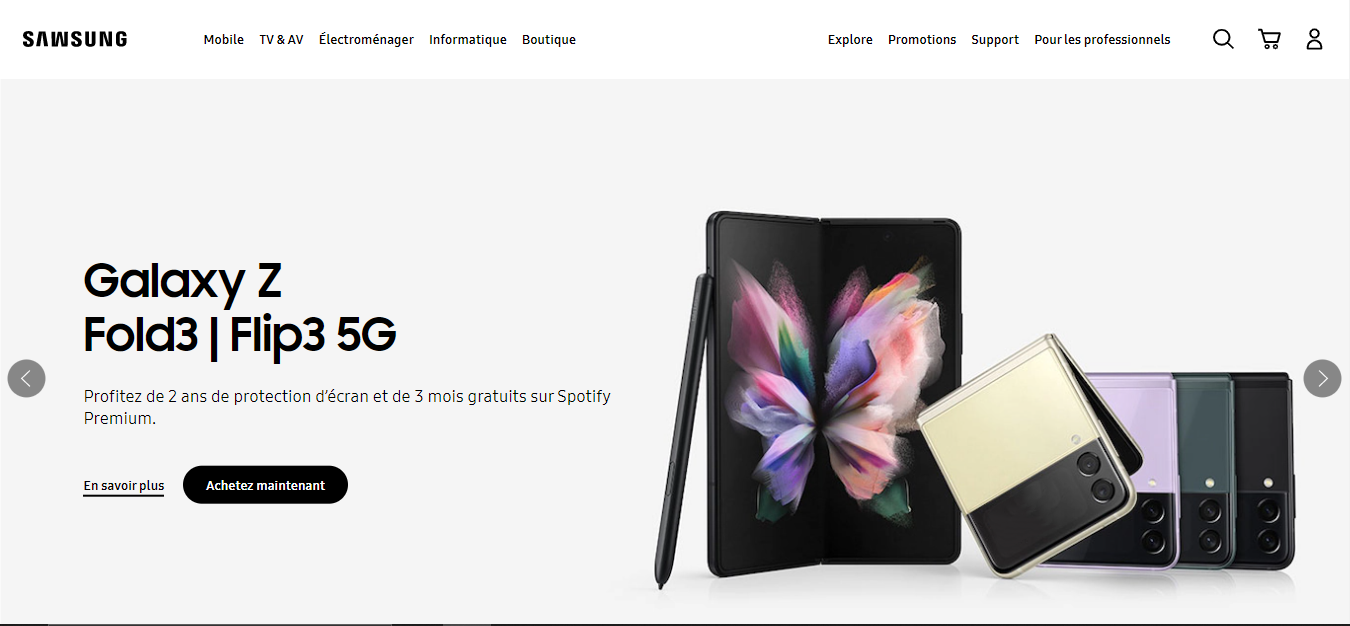 SAMSUNG
Mobile TV & AV Électroménager Informatique Boutique
Explore Promotions Support Pour les professionnels
Galaxy Z
Fold3 | Flip3 5G
Profitez de 2 ans de protection d’écran et de 3 mois gratuits sur Spotify
Premium.
En savoir plus
Achetez maintenant